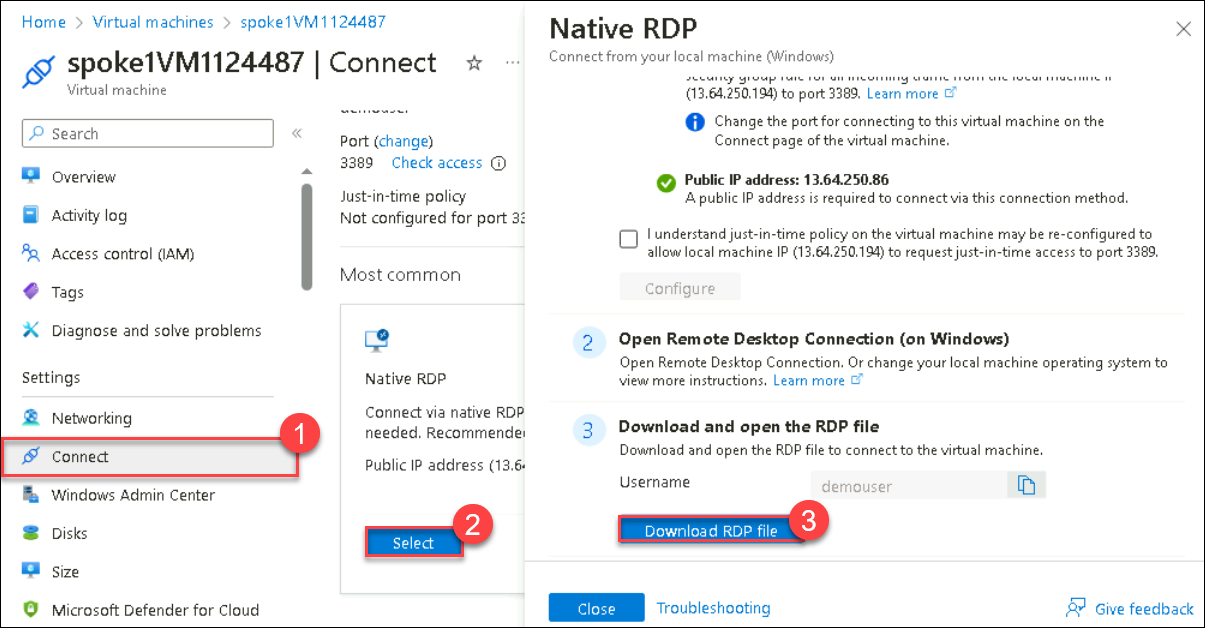 Home > Virtual machines > spoke1VM1124487
spoke1VM1124487 | Connect
Virtual machine
Search
Overview
Activity log
Access control (IAM)
Tags
Diagnose and solve problems
Settings
Networking
1
Connect
Windows Admin Center
Disks
Size
Microsoft Defender for Cloud
demouser
Port (change)
3389 Check access
Just-in-time policy
Not configured for port 33
Most common
Native RDP
Connect via native RDP
needed. Recommende
Public IP address (13.64
2
Select
Native RDP
Connect from your local machine (Windows)
security group rule for all incoming traffic from the local machine IP
(13.64.250.194) to port 3389. Learn more
Change the port for connecting to this virtual machine on the
Connect page of the virtual machine.
Public IP address: 13.64.250.86
A public IP address is required to connect via this connection method.
I understand just-in-time policy on the virtual machine may be re-configured to
allow local machine IP (13.64.250.194) to request just-in-time access to port 3389.
Configure
2 Open Remote Desktop Connection (on Windows)
Open Remote Desktop Connection. Or change your local machine operating system to
view more instructions. Learn more
3 Download and open the RDP file
Download and open the RDP file to connect to the virtual machine.
Username demouser
Download RDP file
3
Close Troubleshooting
Give feedback